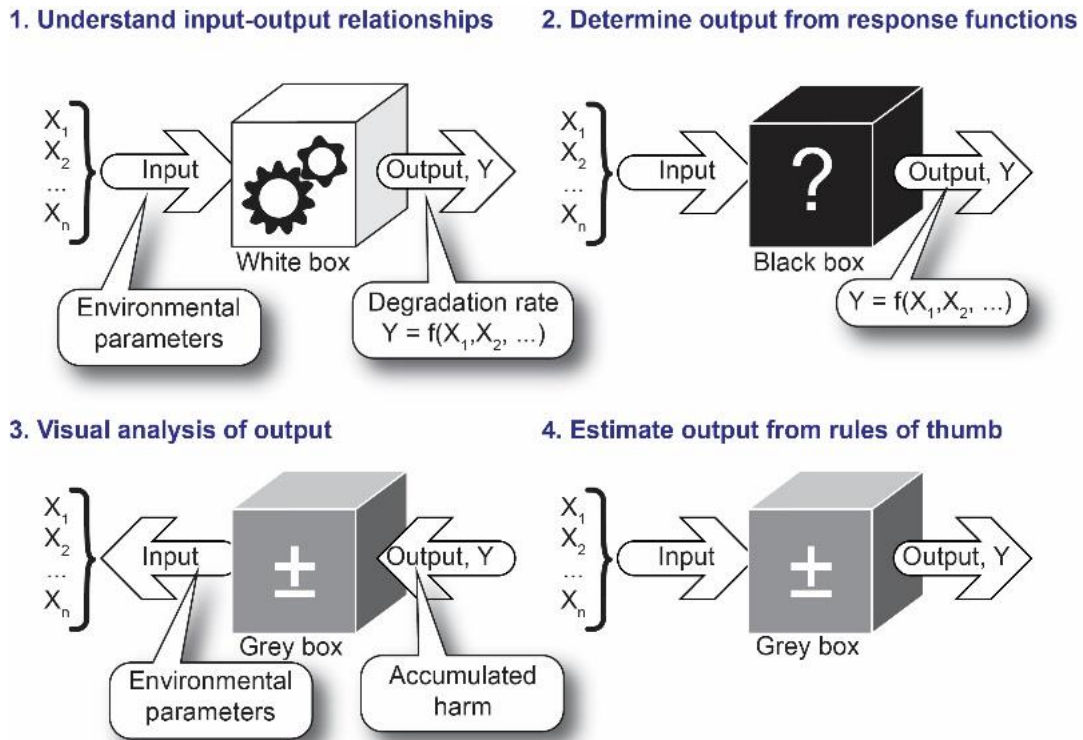 1. Understand input-output relationships
X1
X2
...
Xn
Input
Output, Y
White box
Environmental
parameters
Degradation rate
Y = f(X1,X2, ...)
2. Determine output from response functions
X1
X2
...
Xn
Input
?
Output, Y
Black box
Y = f(X1,X2, ...)
3. Visual analysis of output
X1
X2
...
Xn
Input
±
Output, Y
Grey box
Environmental
parameters
Accumulated
harm
4. Estimate output from rules of thumb
X1
X2
...
Xn
Input
±
Output, Y
Grey box